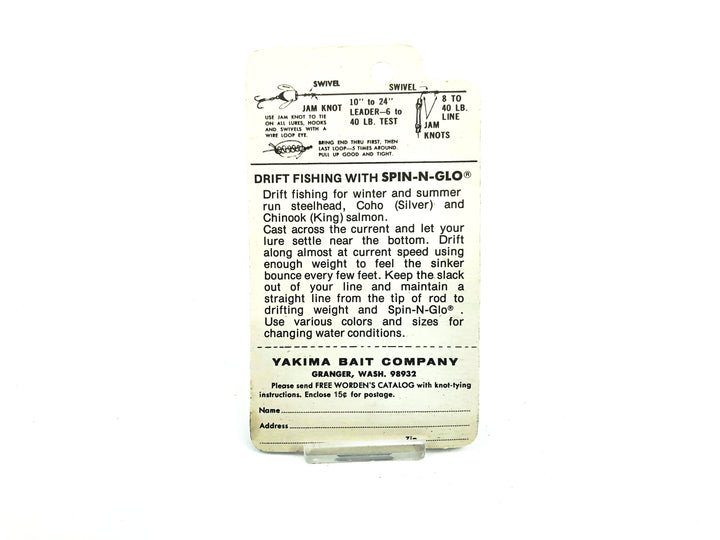 SWIVEL
SWIVEL
JAM KNOT
USE JAM KNOT TO TIE
ON ALL LURES, HOOKS
AND SWIVELS WITH A
WIRE LOOP EYE.
10" to 24"
LEADER—6 to
40 LB. TEST
8 TO
40 LB.
LINE
JAM
KNOTS
BRING END THRU FIRST, THEN
LAST LOOP—5 TIMES AROUND.
PULL UP GOOD AND TIGHT.
DRIFT FISHING WITH SPIN-N-GLO®
Drift fishing for winter and summer
run steelhead, Coho (Silver) and
Chinook (King) salmon.
Cast across the current and let your
lure settle near the bottom. Drift
along almost at current speed using
enough weight to feel the sinker
bounce every few feet. Keep the slack
out of your line and maintain a
straight line from the tip of rod to
drifting weight and Spin-N-Glo® .
Use various colors and sizes for
changing water conditions.
YAKIMA BAIT COMPANY
GRANGER, WASH. 98932
Please send FREE WORDEN'S CATALOG with knot-tying
instructions. Enclose 15¢ for postage.
Name
Address
Zip